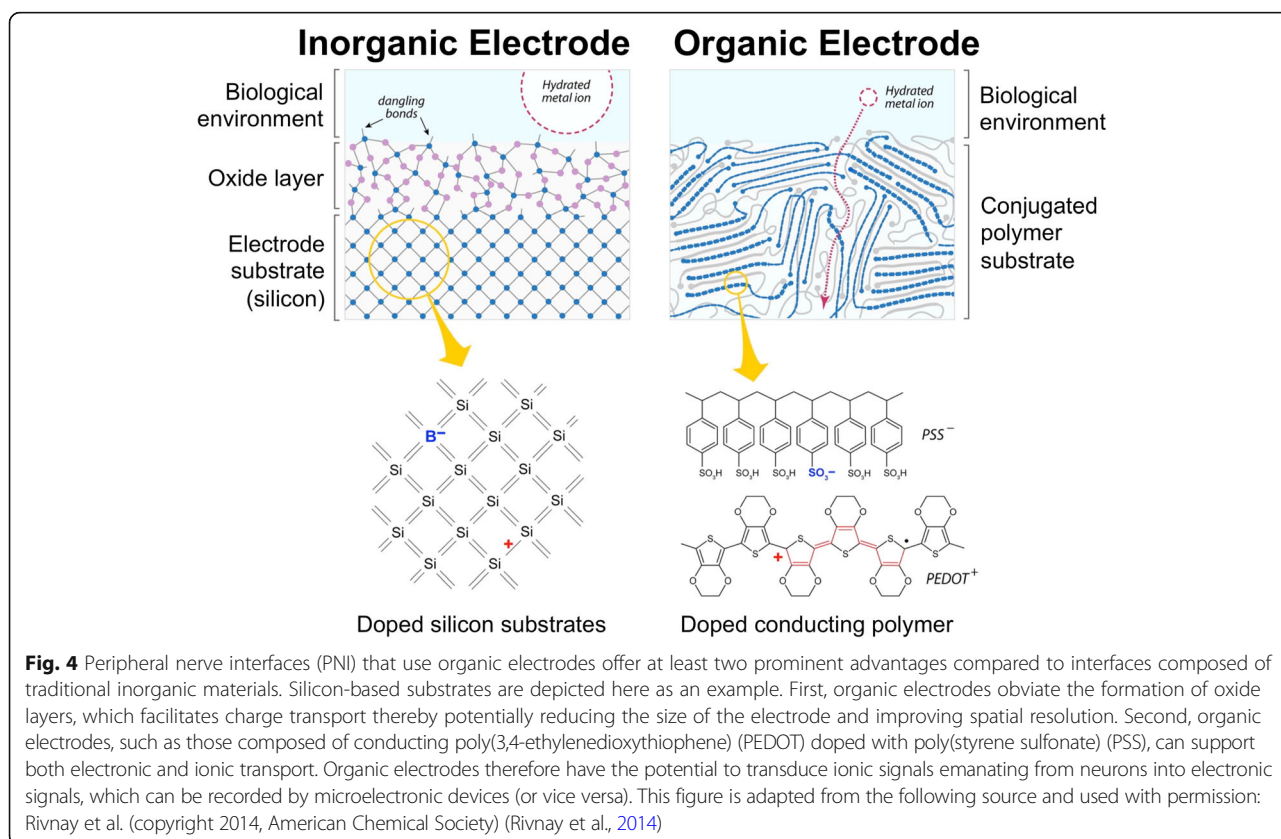 Inorganic Electrode
Organic Electrode
Biological
environment
Oxide layer
Electrode
substrate
(silicon)
dangling
bonds
Hydrated
metal ion
Hydrated
metal ion
Biological
environment
Conjugated
polymer
substrate
Si
Si
B−
Si
Si
Si
Si
Si
Si
Si
Si
Si
Si
Si
+
Si
Si
Doped silicon substrates
PSS−
SO₃H
SO₃H
SO₃H
SO₃−
SO₃H
SO₃H
O O O O O O
S S S S S S
+ •
O O O O O O
PEDOT+
Doped conducting polymer
Fig. 4 Peripheral nerve interfaces (PNI) that use organic electrodes offer at least two prominent advantages compared to interfaces composed of
traditional inorganic materials. Silicon-based substrates are depicted here as an example. First, organic electrodes obviate the formation of oxide
layers, which facilitates charge transport thereby potentially reducing the size of the electrode and improving spatial resolution. Second, organic
electrodes, such as those composed of conducting poly(3,4-ethylenedioxythiophene) (PEDOT) doped with poly(styrene sulfonate) (PSS), can support
both electronic and ionic transport. Organic electrodes therefore have the potential to transduce ionic signals emanating from neurons into electronic
signals, which can be recorded by microelectronic devices (or vice versa). This figure is adapted from the following source and used with permission:
Rivnay et al. (copyright 2014, American Chemical Society) (Rivnay et al., 2014)